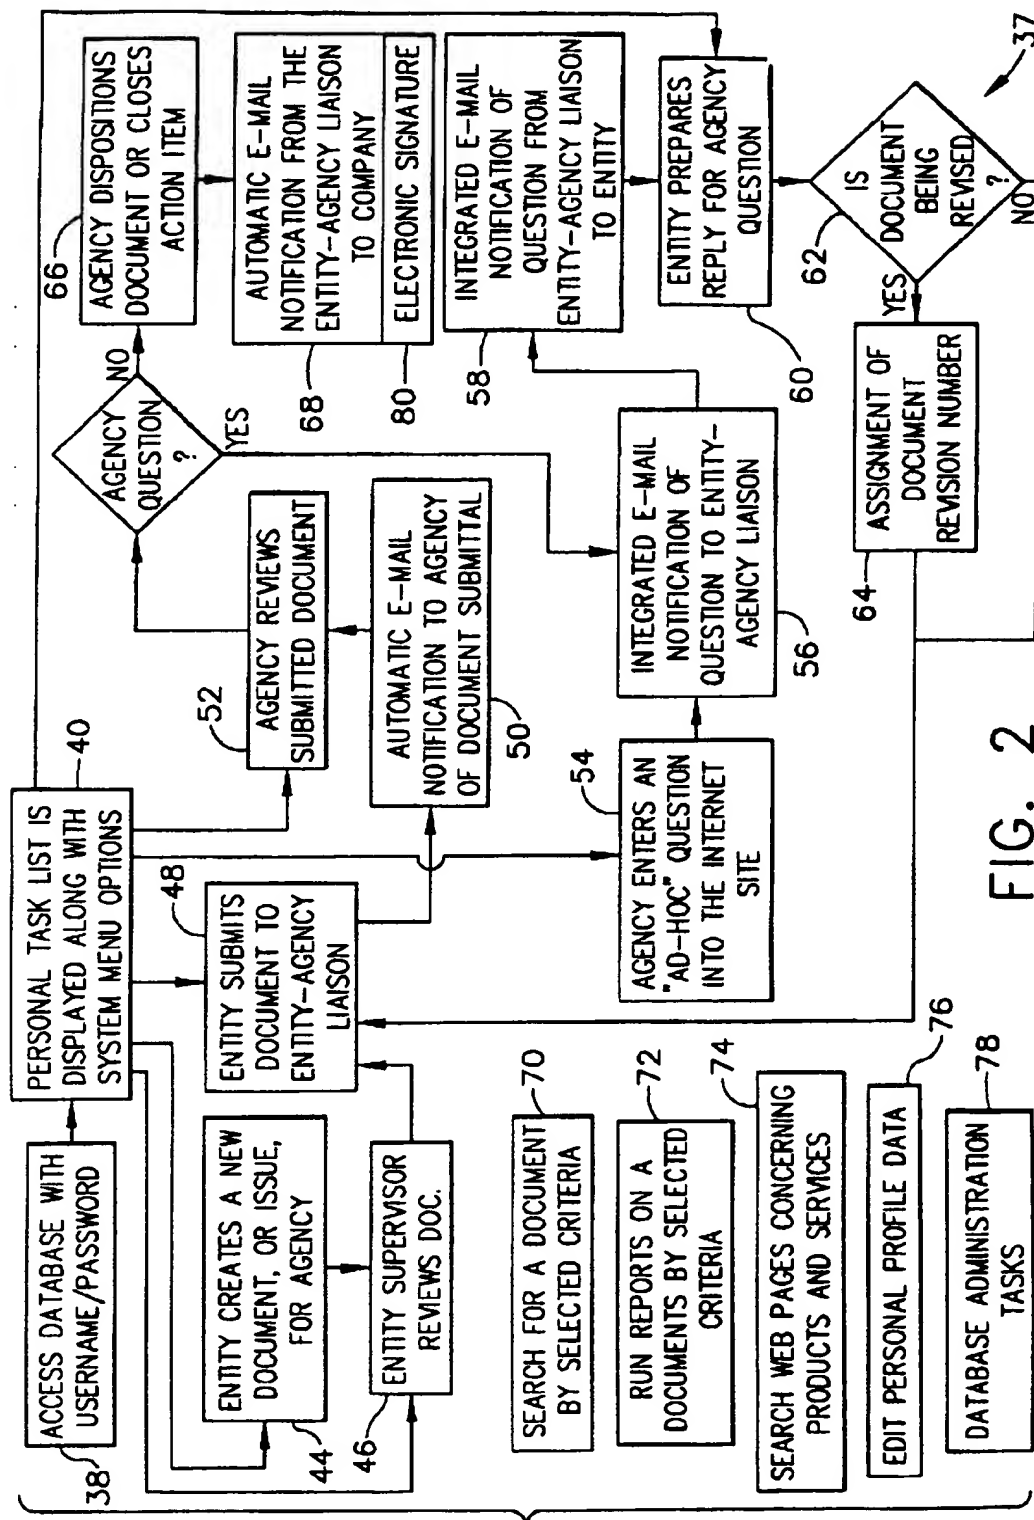 ACCESS DATABASE WITH
USERNAME/PASSWORD
38
PERSONAL TASK LIST IS
DISPLAYED ALONG WITH
SYSTEM MENU OPTIONS
40
ENTITY CREATES A NEW
DOCUMENT, OR ISSUE,
FOR AGENCY
44
ENTITY SUPERVISOR
REVIEWS DOC.
46
ENTITY SUBMITS
DOCUMENT TO
ENTITY-AGENCY
LIAISON
48
AUTOMATIC E-MAIL
NOTIFICATION TO AGENCY
OF DOCUMENT SUBMITTAL
50
AGENCY REVIEWS
SUBMITTED DOCUMENT
52
AGENCY
QUESTION
?
NO
YES
AGENCY DISPOSITIONS
DOCUMENT OR CLOSES
ACTION ITEM
66
AUTOMATIC E-MAIL
NOTIFICATION FROM THE
ENTITY-AGENCY LIAISON
TO COMPANY
68
ELECTRONIC SIGNATURE
80
AGENCY ENTERS AN
"AD-HOC" QUESTION
INTO THE INTERNET
SITE
54
INTEGRATED E-MAIL
NOTIFICATION OF
QUESTION TO ENTITY-
AGENCY LIAISON
56
INTEGRATED E-MAIL
NOTIFICATION OF
QUESTION FROM
ENTITY-AGENCY LIAISON
TO ENTITY
58
ENTITY PREPARES
REPLY FOR AGENCY
QUESTION
60
IS
DOCUMENT
BEING
REVISED
?
62
YES
NO
ASSIGNMENT OF
DOCUMENT
REVISION NUMBER
64
SEARCH FOR A DOCUMENT
BY SELECTED CRITERIA
70
RUN REPORTS ON A
DOCUMENTS BY SELECTED
CRITERIA
72
SEARCH WEB PAGES CONCERNING
PRODUCTS AND SERVICES
74
EDIT PERSONAL PROFILE DATA
76
DATABASE ADMINISTRATION
TASKS
78
37
FIG. 2